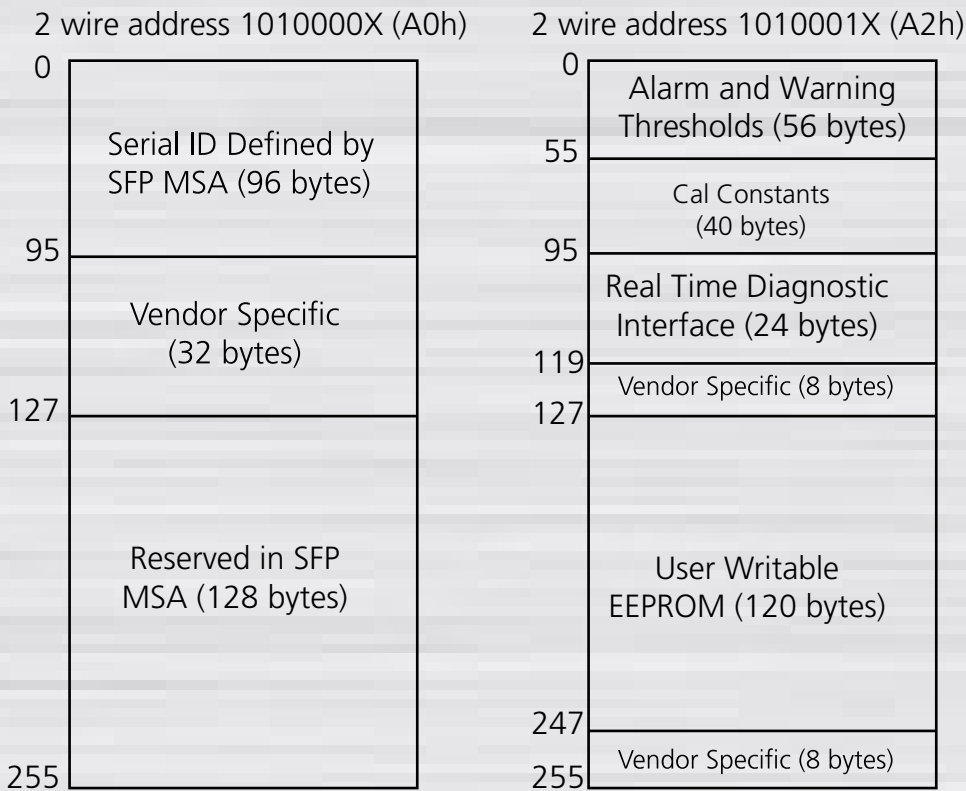 2 wire address 1010000X (A0h)
0
Serial ID Defined by
SFP MSA (96 bytes)
95
Vendor Specific
(32 bytes)
127
Reserved in SFP
MSA (128 bytes)
255
2 wire address 1010001X (A2h)
0
Alarm and Warning
Thresholds (56 bytes)
55
Cal Constants
(40 bytes)
95
Real Time Diagnostic
Interface (24 bytes)
119
Vendor Specific (8 bytes)
127
User Writable
EEPROM (120 bytes)
247
Vendor Specific (8 bytes)
255